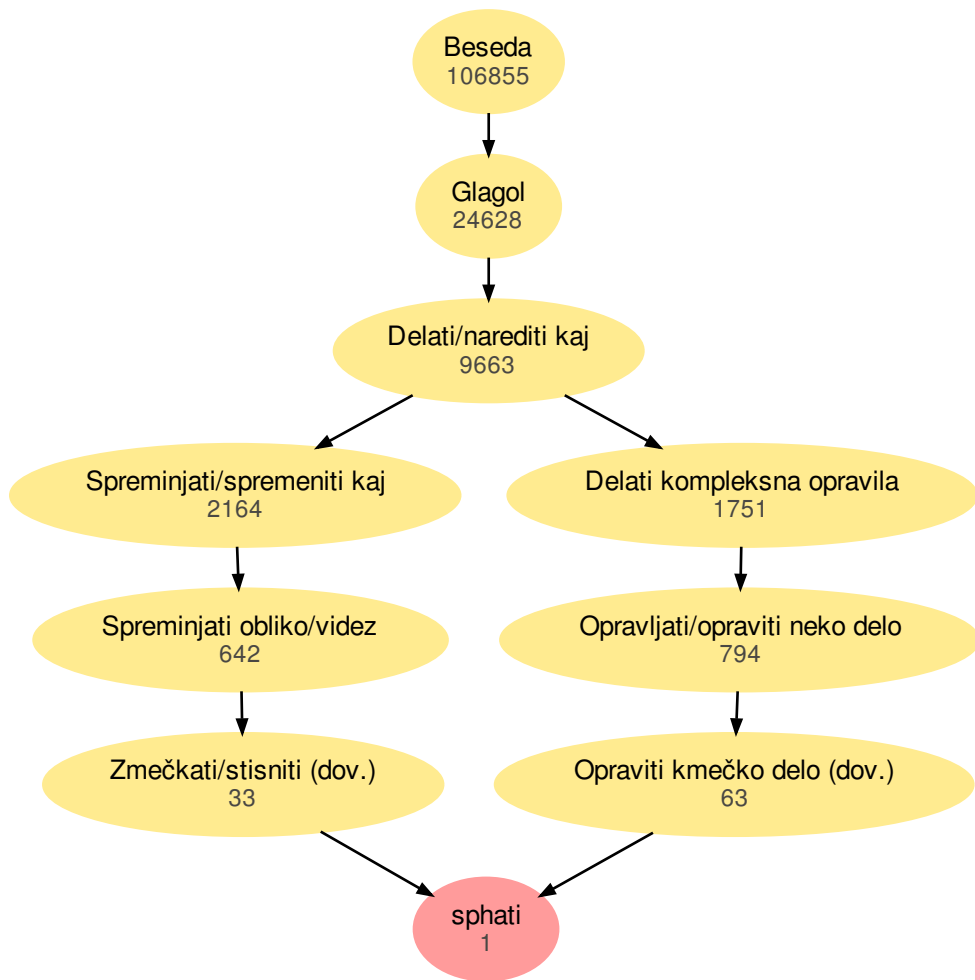 Beseda
106855
Glagol
24628
Delati/narediti kaj
9663
Spreminjati/spremeniti kaj
2164
Delati kompleksna opravila
1751
Spreminjati obliko/videz
642
Opravljati/opraviti neko delo
794
Zmečkati/stisniti (dov.)
33
Opraviti kmečko delo (dov.)
63
sphati
1